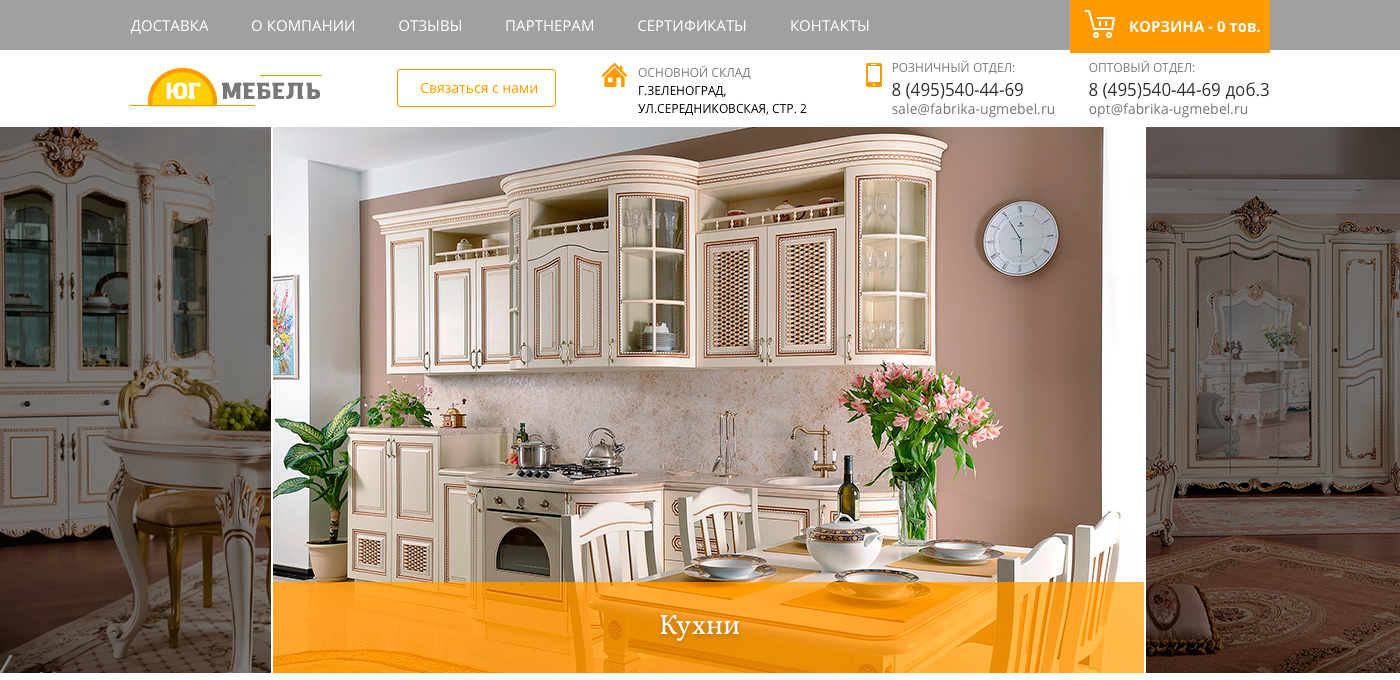 ДОСТАВКА
О КОМПАНИИ
ОТЗЫВЫ
ПАРТНЕРАМ
СЕРТИФИКАТЫ
КОНТАКТЫ
КОРЗИНА - 0 тов.
ЮГ МЕБЕЛЬ
Связаться с нами
ОСНОВНОЙ СКЛАД
Г.ЗЕЛЕНОГРАД,
УЛ.СЕРЕДНИКОВСКАЯ, СТР. 2
РОЗНИЧНЫЙ ОТДЕЛ:
8 (495)540-44-69
sale@fabrika-ugmebel.ru
ОПТОВЫЙ ОТДЕЛ:
8 (495)540-44-69 доб.3
opt@fabrika-ugmebel.ru
Кухни